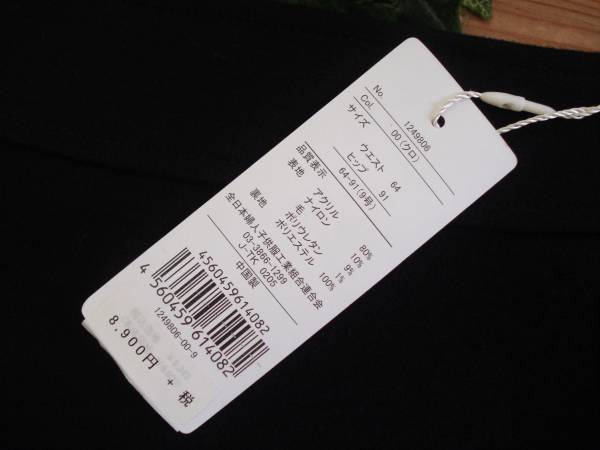 No. 1249806
Col. 00(クロ)
サイズ
ウエスト 64
ヒップ 91
64-91(9号)
品質表示
表地 アクリル 80%
ナイロン 10%
毛 9%
ポリウレタン 1%
裏地 ポリエステル 100%
全日本婦人子供服工業組合連合会
03-3866-1299
J-TK 0205
中国製
4560459614082
4 560459 614082
1249806-00-9
8,900円 + 税